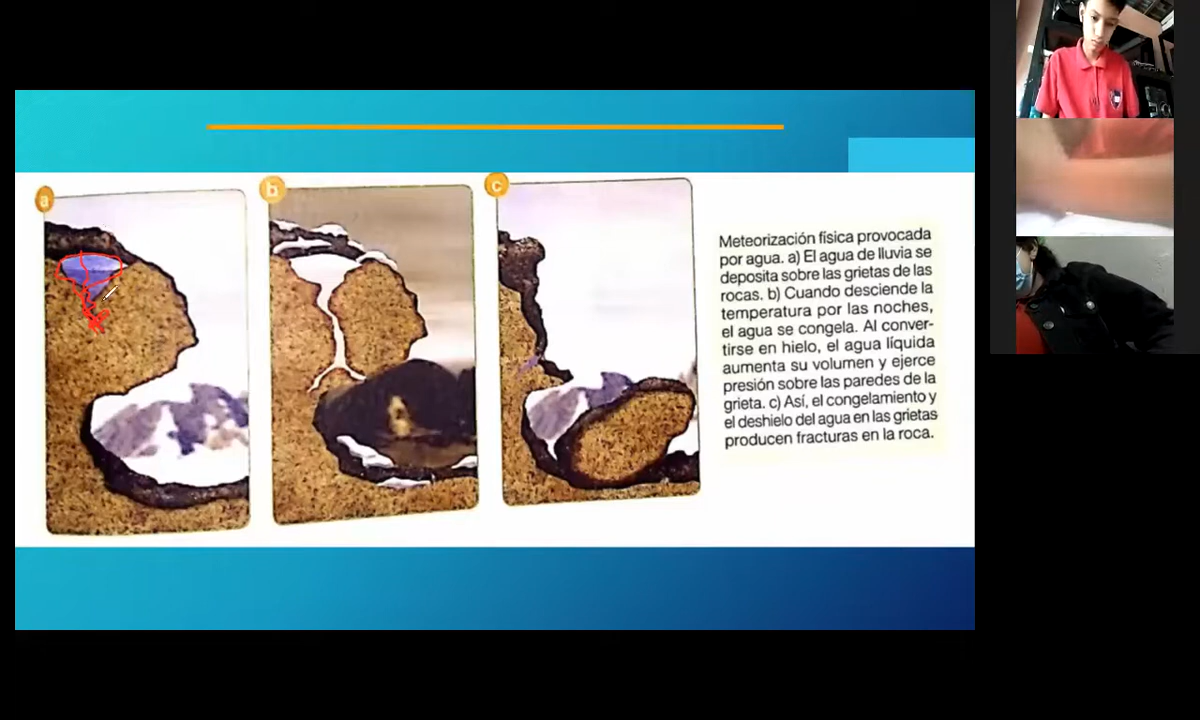 a
b
c
Meteorización física provocada
por agua. a) El agua de lluvia se
deposita sobre las grietas de las
rocas. b) Cuando desciende la
temperatura por las noches,
el agua se congela. Al conver-
tirse en hielo, el agua líquida
aumenta su volumen y ejerce
presión sobre las paredes de la
grieta. c) Así, el congelamiento y
el deshielo del agua en las grietas
producen fracturas en la roca.